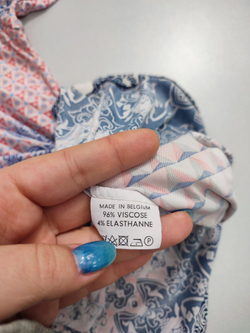 MADE IN BELGIUM
96% VISCOSE
4% ELASTHANNE